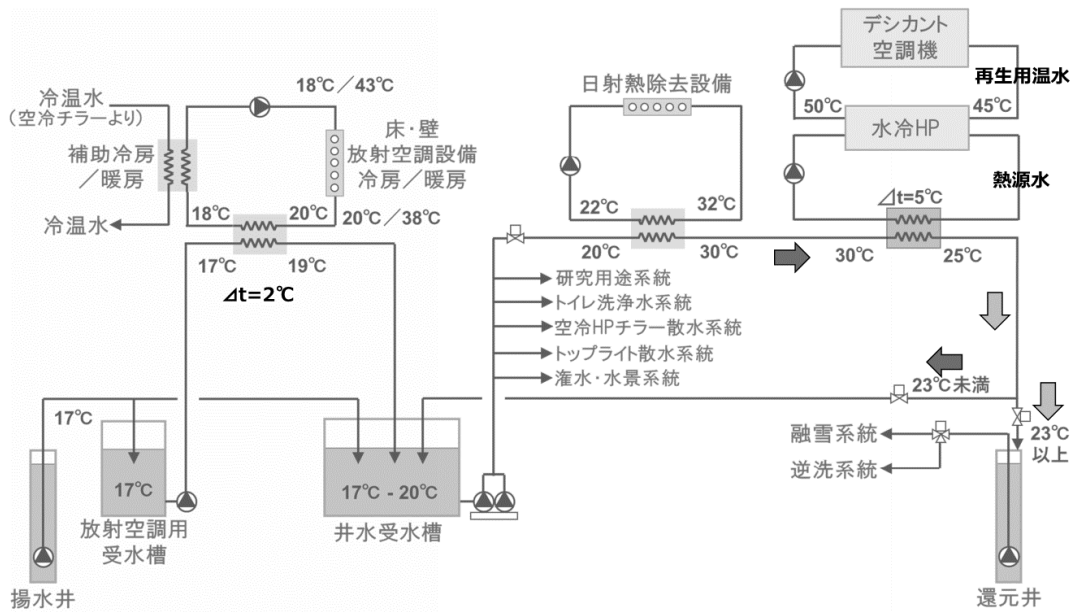 デシカント
空調機
再生用温水
50℃
45℃
水冷HP
熱源水
⊿t=5℃
30℃
25℃
日射熱除去設備
22℃
32℃
20℃
30℃
18℃／43℃
冷温水
(空冷チラーより)
補助冷房
／暖房
冷温水
床・壁
放射空調設備
冷房／暖房
18℃
20℃
20℃／38℃
17℃
19℃
⊿t=2℃
研究用途系統
トイレ洗浄水系統
空冷HPチラー散水系統
トップライト散水系統
灌水・水景系統
23℃未満
23℃
以上
融雪系統
逆洗系統
17℃
17℃
放射空調用
受水槽
17℃ - 20℃
井水受水槽
揚水井
還元井